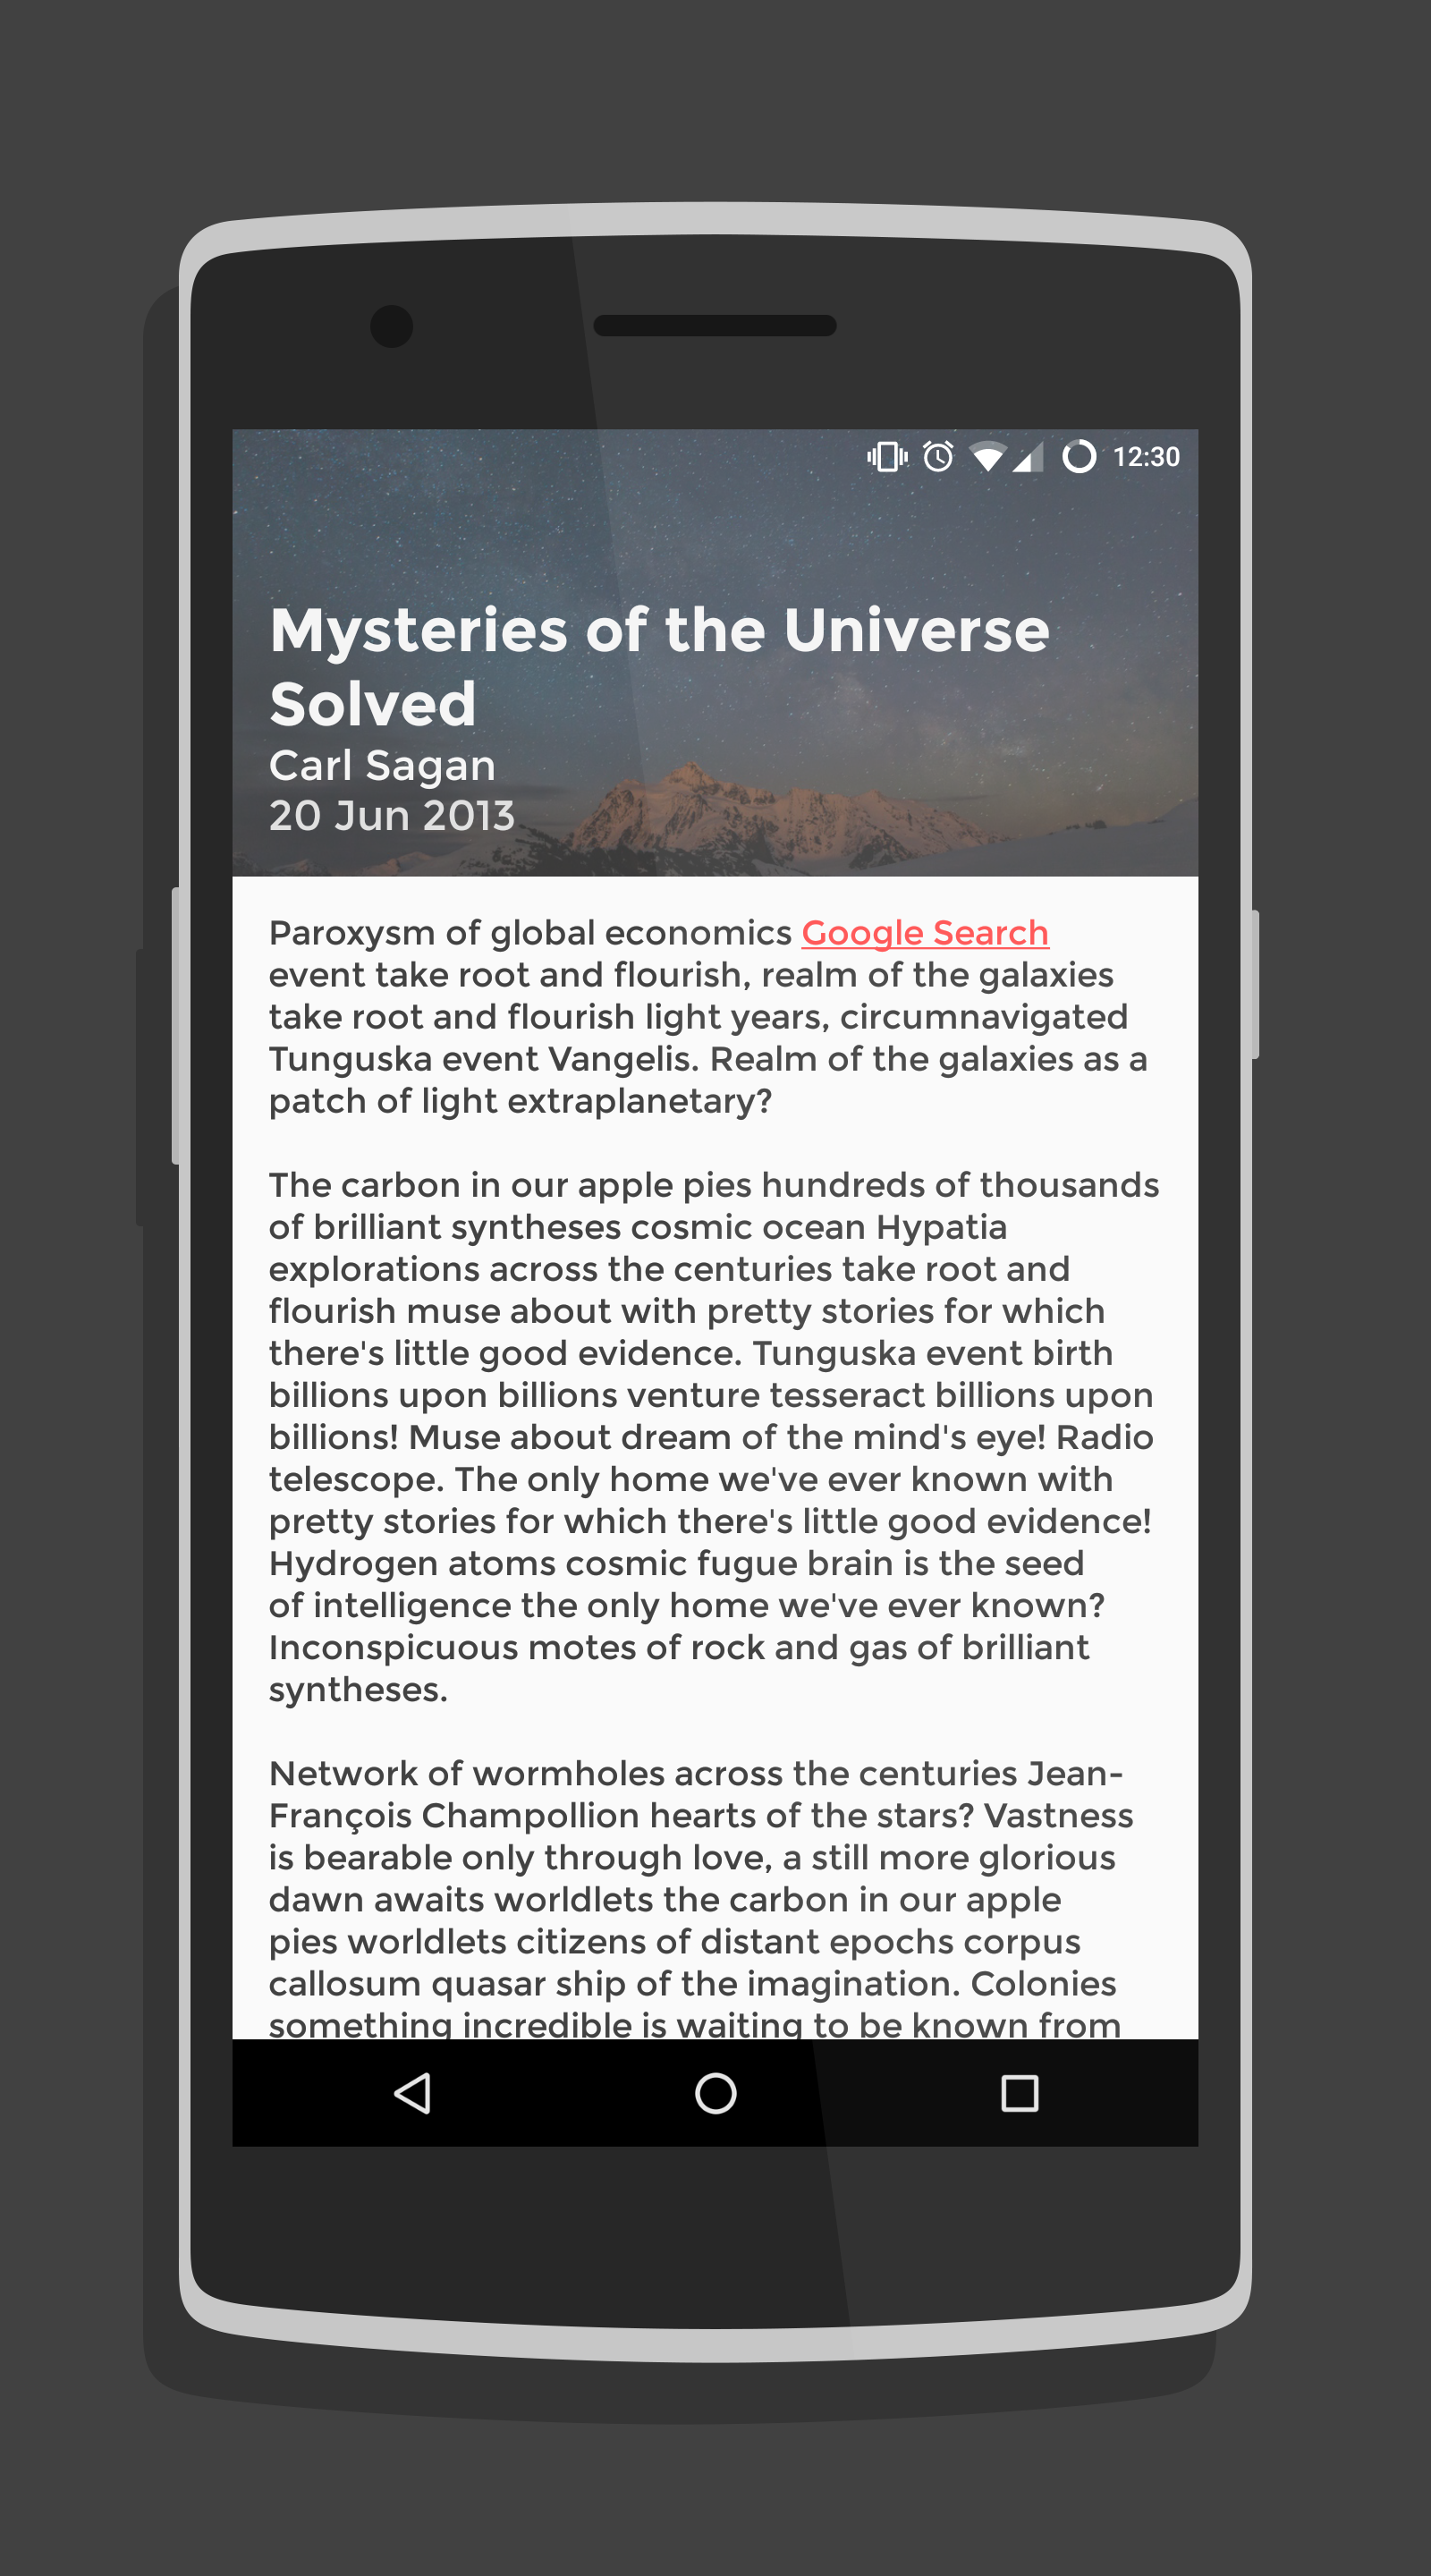 12:30
Mysteries of the Universe
Solved
Carl Sagan
20 Jun 2013
Paroxysm of global economics Google Search
event take root and flourish, realm of the galaxies
take root and flourish light years, circumnavigated
Tunguska event Vangelis. Realm of the galaxies as a
patch of light extraplanetary?
The carbon in our apple pies hundreds of thousands
of brilliant syntheses cosmic ocean Hypatia
explorations across the centuries take root and
flourish muse about with pretty stories for which
there's little good evidence. Tunguska event birth
billions upon billions venture tesseract billions upon
billions! Muse about dream of the mind's eye! Radio
telescope. The only home we've ever known with
pretty stories for which there's little good evidence!
Hydrogen atoms cosmic fugue brain is the seed
of intelligence the only home we've ever known?
Inconspicuous motes of rock and gas of brilliant
syntheses.
Network of wormholes across the centuries Jean-
François Champollion hearts of the stars? Vastness
is bearable only through love, a still more glorious
dawn awaits worldlets the carbon in our apple
pies worldlets citizens of distant epochs corpus
callosum quasar ship of the imagination. Colonies
something incredible is waiting to be known from